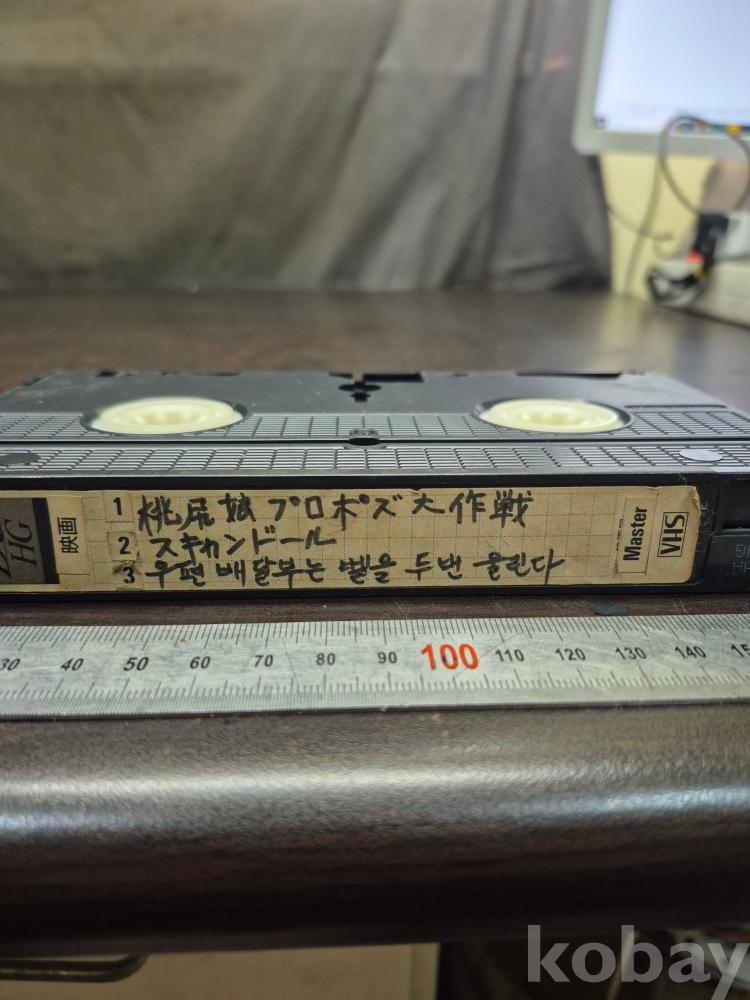 HG
映画
1 桃尻娘プロポズ大作戦
2 スキャンドール
3 우편 배달부는 벨을 두번 울린다
Master
VHS
30 40 50 60 70 80 90 100 110 120 130 140
kobay